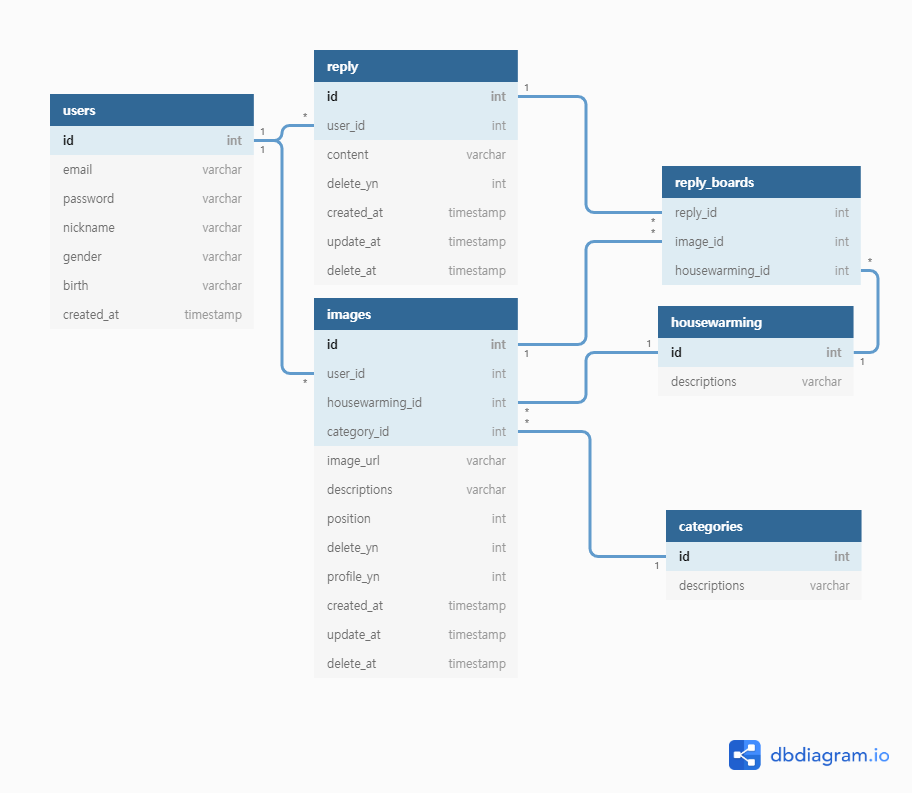 users
id int
email varchar
password varchar
nickname varchar
gender varchar
birth varchar
created_at timestamp
1
1
*
*
reply
id int
user_id int
content varchar
delete_yn int
created_at timestamp
update_at timestamp
delete_at timestamp
1
images
id int
user_id int
housewarming_id int
category_id int
image_url varchar
descriptions varchar
position int
delete_yn int
profile_yn int
created_at timestamp
update_at timestamp
delete_at timestamp
1
*
*
reply_boards
reply_id int
image_id int
housewarming_id int
*
*
*
housewarming
id int
descriptions varchar
1
1
categories
id int
descriptions varchar
1
dbdiagram.io